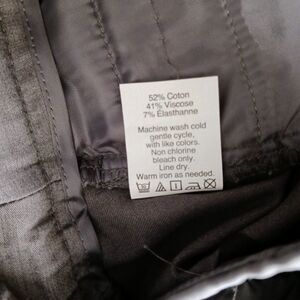 52% Cotton
41% Viscose
7% Elasthanne
Machine wash cold
gentle cycle,
with like colors.
Non chlorine
bleach only.
Line dry.
Warm iron as needed.